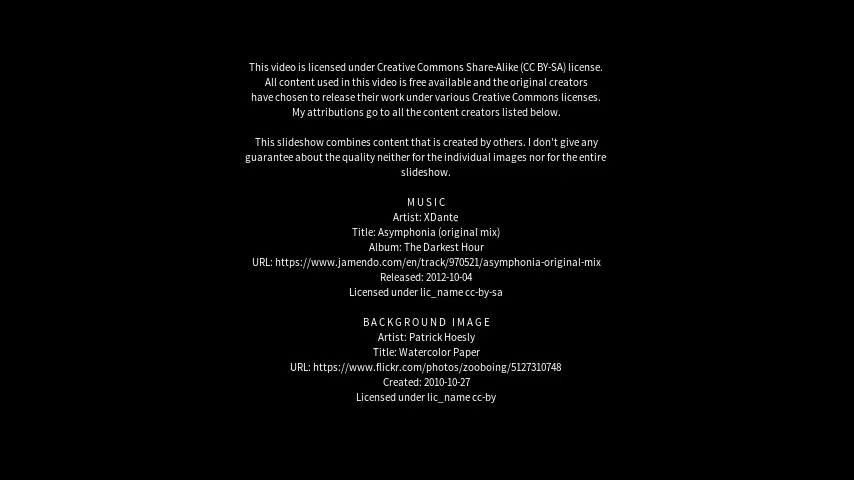 This video is licensed under Creative Commons Share-Alike (CC BY-SA) license.
All content used in this video is free available and the original creators
have chosen to release their work under various Creative Commons licenses.
My attributions go to all the content creators listed below.
This slideshow combines content that is created by others. I don't give any
guarantee about the quality neither for the individual images nor for the entire
slideshow.
MUSIC
Artist: XDante
Title: Asymphonia (original mix)
Album: The Darkest Hour
URL: https://www.jamendo.com/en/track/970521/asymphonia-original-mix
Released: 2012-10-04
Licensed under lic_name cc-by-sa
BACKGROUND IMAGE
Artist: Patrick Hoesly
Title: Watercolor Paper
URL: https://www.flickr.com/photos/zooboing/5127310748
Created: 2010-10-27
Licensed under lic_name cc-by